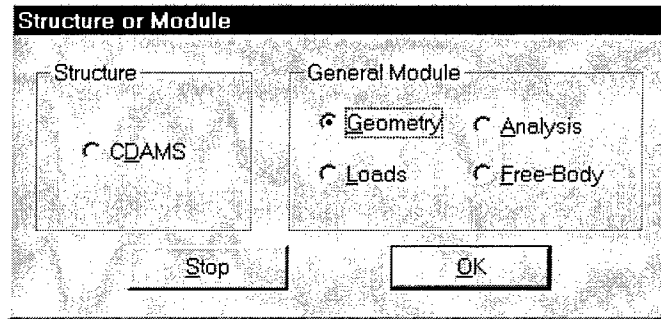 Structure or Module
Structure
General Module
CDAMS
Geometry
Analysis
Loads
Free-Body
Stop
OK